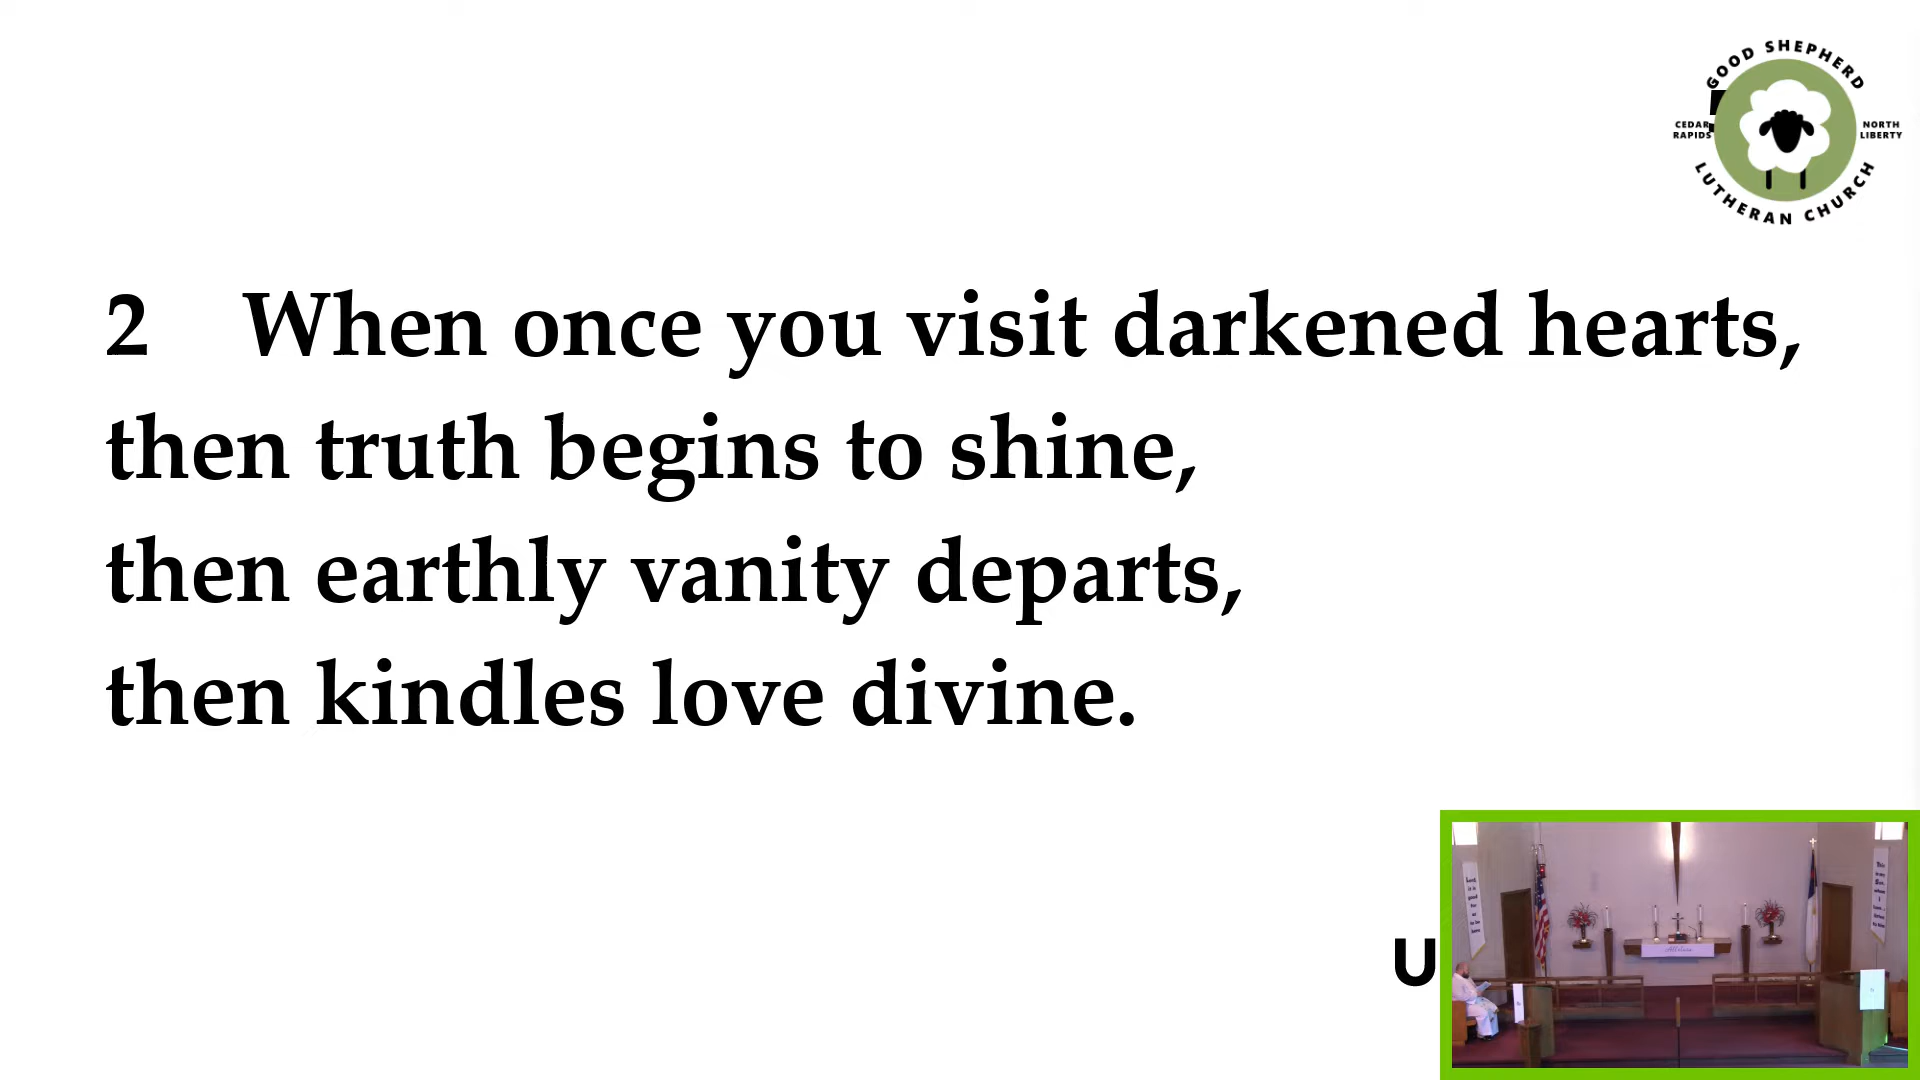 GOOD SHEPHERD
CEDAR RAPIDS
NORTH LIBERTY
LUTHERAN CHURCH
2 When once you visit darkened hearts,
then truth begins to shine,
then earthly vanity departs,
then kindles love divine.
U